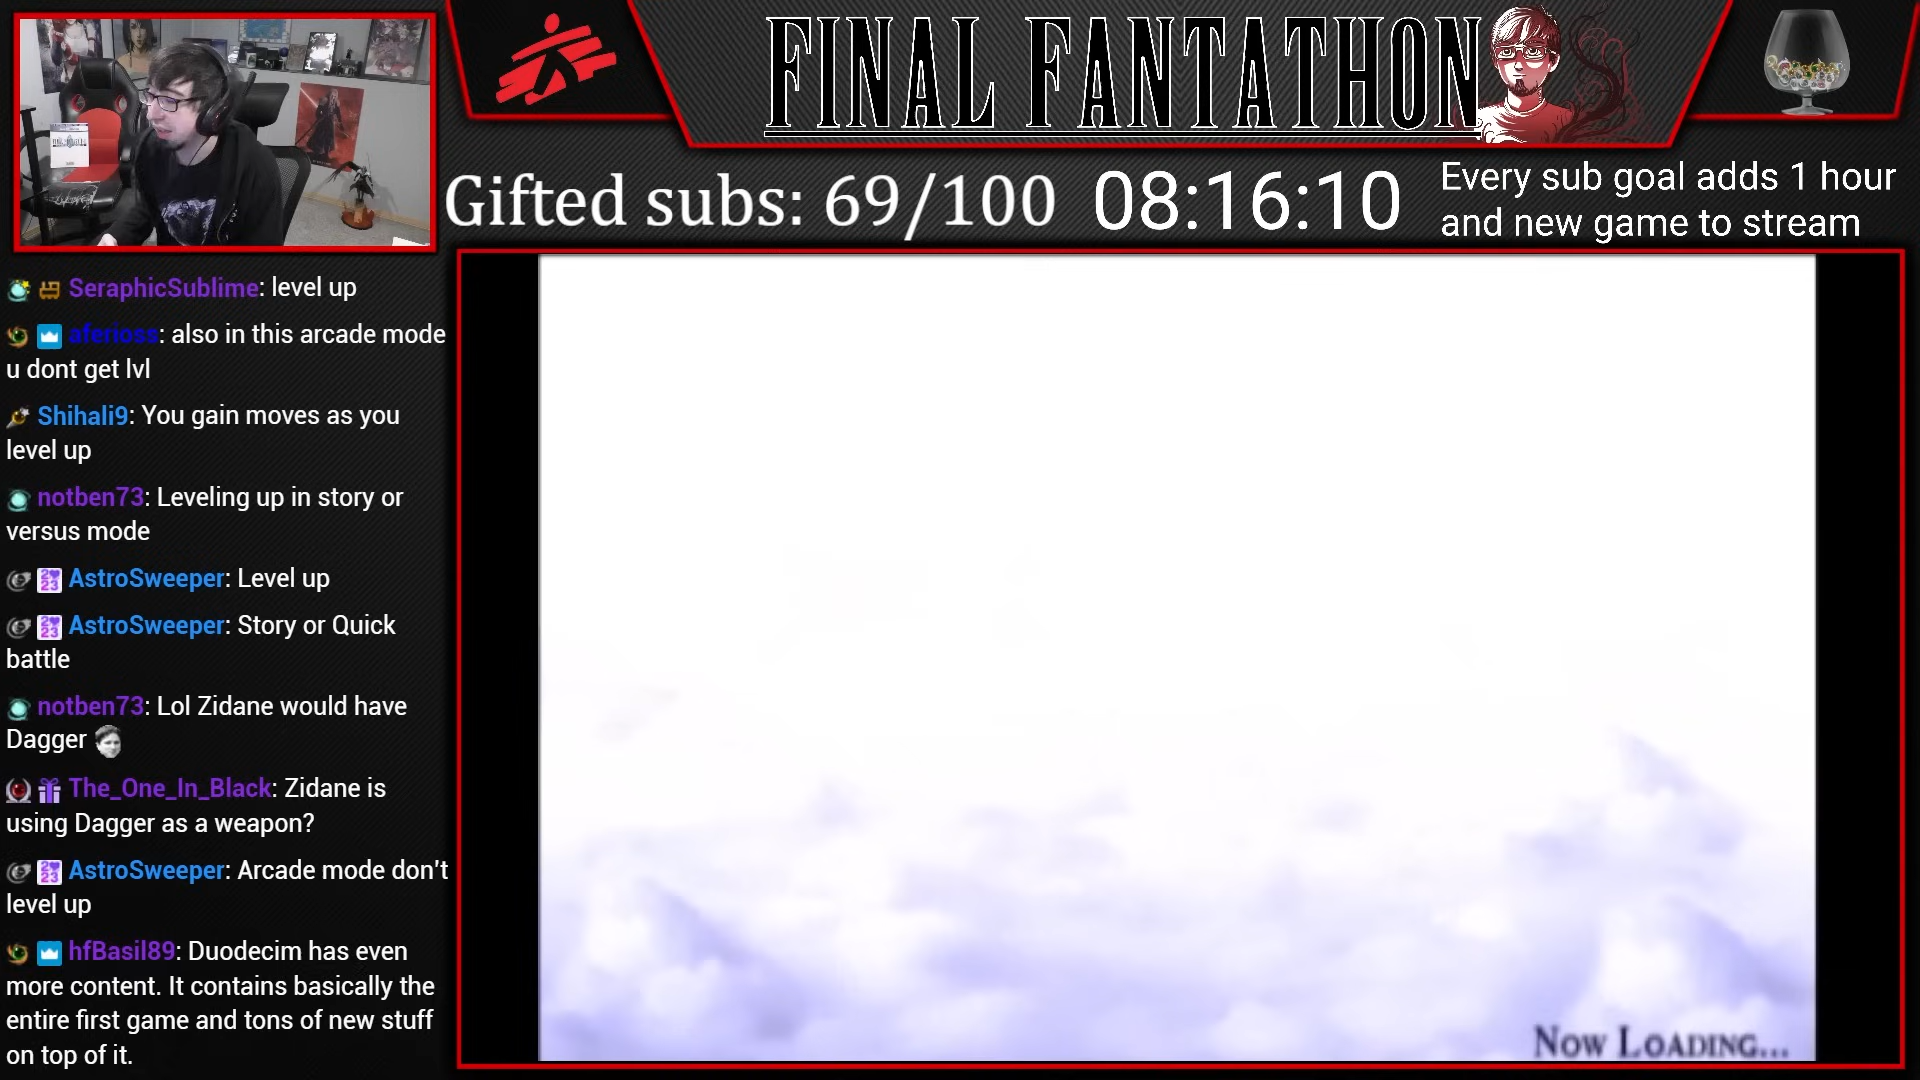 FINAL FANTATHON
Gifted subs: 69/100
08:16:10
Every sub goal adds 1 hour
and new game to stream
SeraphicSublime: level up
aferioss: also in this arcade mode
u dont get lvl
Shihali9: You gain moves as you
level up
notben73: Leveling up in story or
versus mode
AstroSweeper: Level up
AstroSweeper: Story or Quick
battle
notben73: Lol Zidane would have
Dagger
The_One_In_Black: Zidane is
using Dagger as a weapon?
AstroSweeper: Arcade mode don't
level up
hfBasil89: Duodecim has even
more content. It contains basically the
entire first game and tons of new stuff
on top of it.
Now Loading...